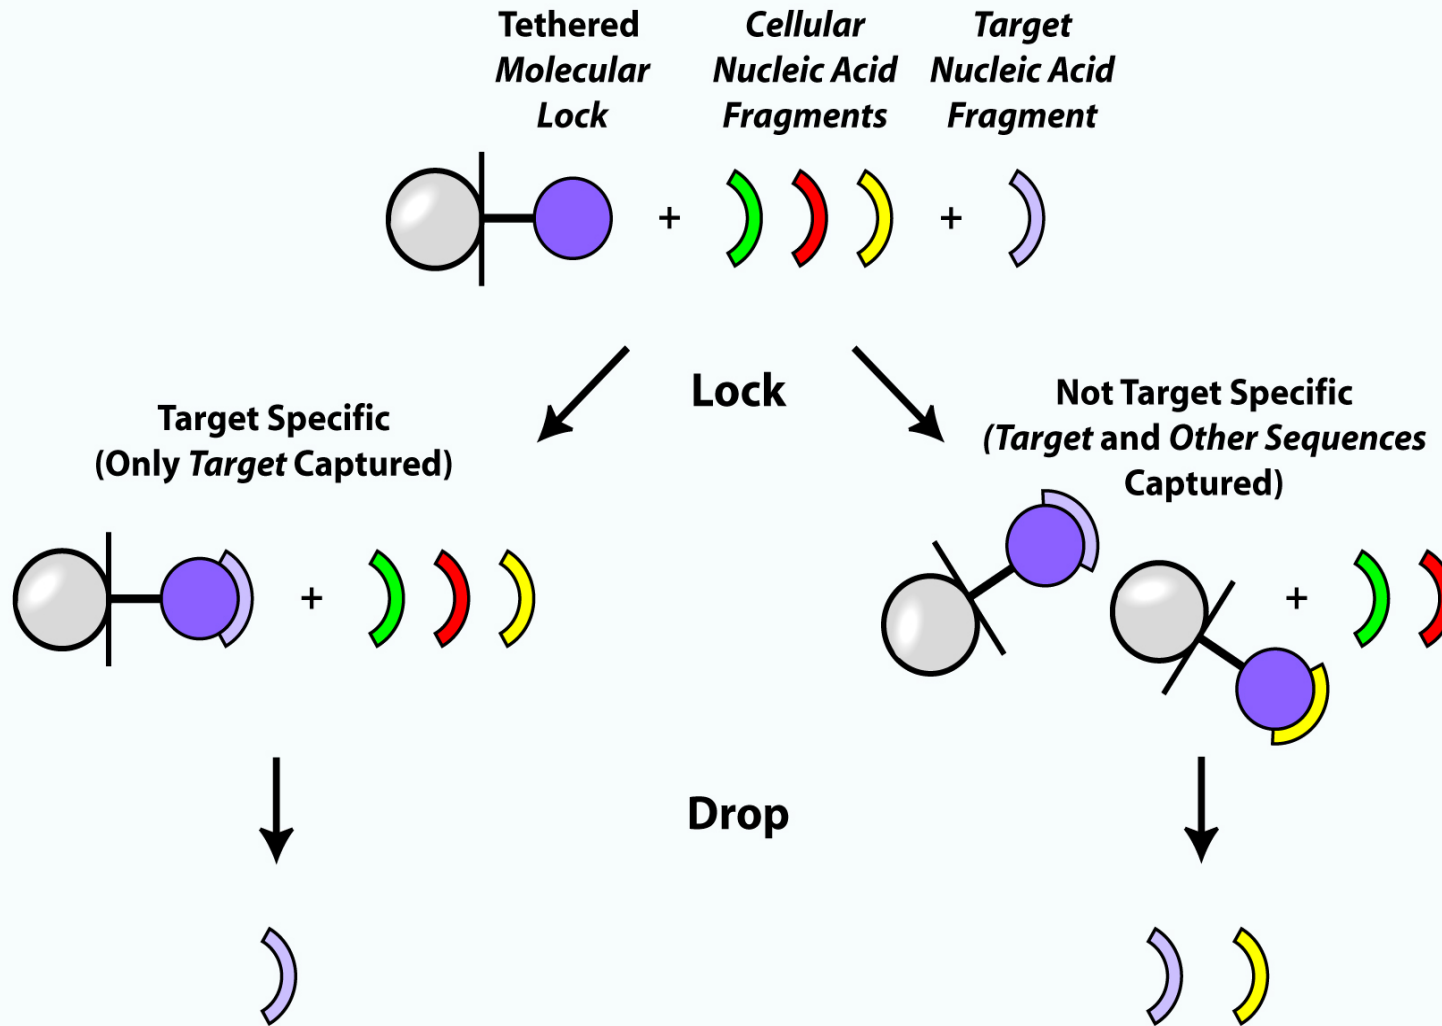 Tethered
Molecular
Lock
Cellular
Nucleic Acid
Fragments
Target
Nucleic Acid
Fragment
+
+
Lock
Target Specific
(Only Target Captured)
Not Target Specific
(Target and Other Sequences
Captured)
+
+
Drop